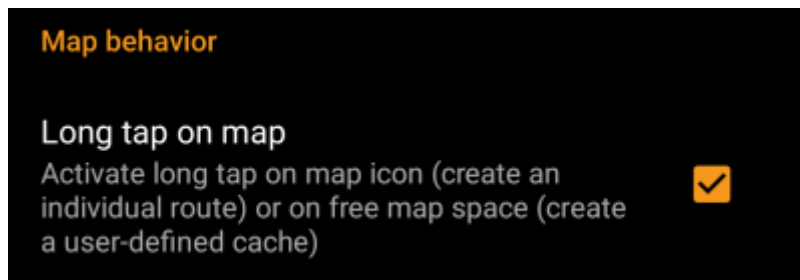 Map behavior
Long tap on map
Activate long tap on map icon (create an
individual route) or on free map space (create
a user-defined cache)